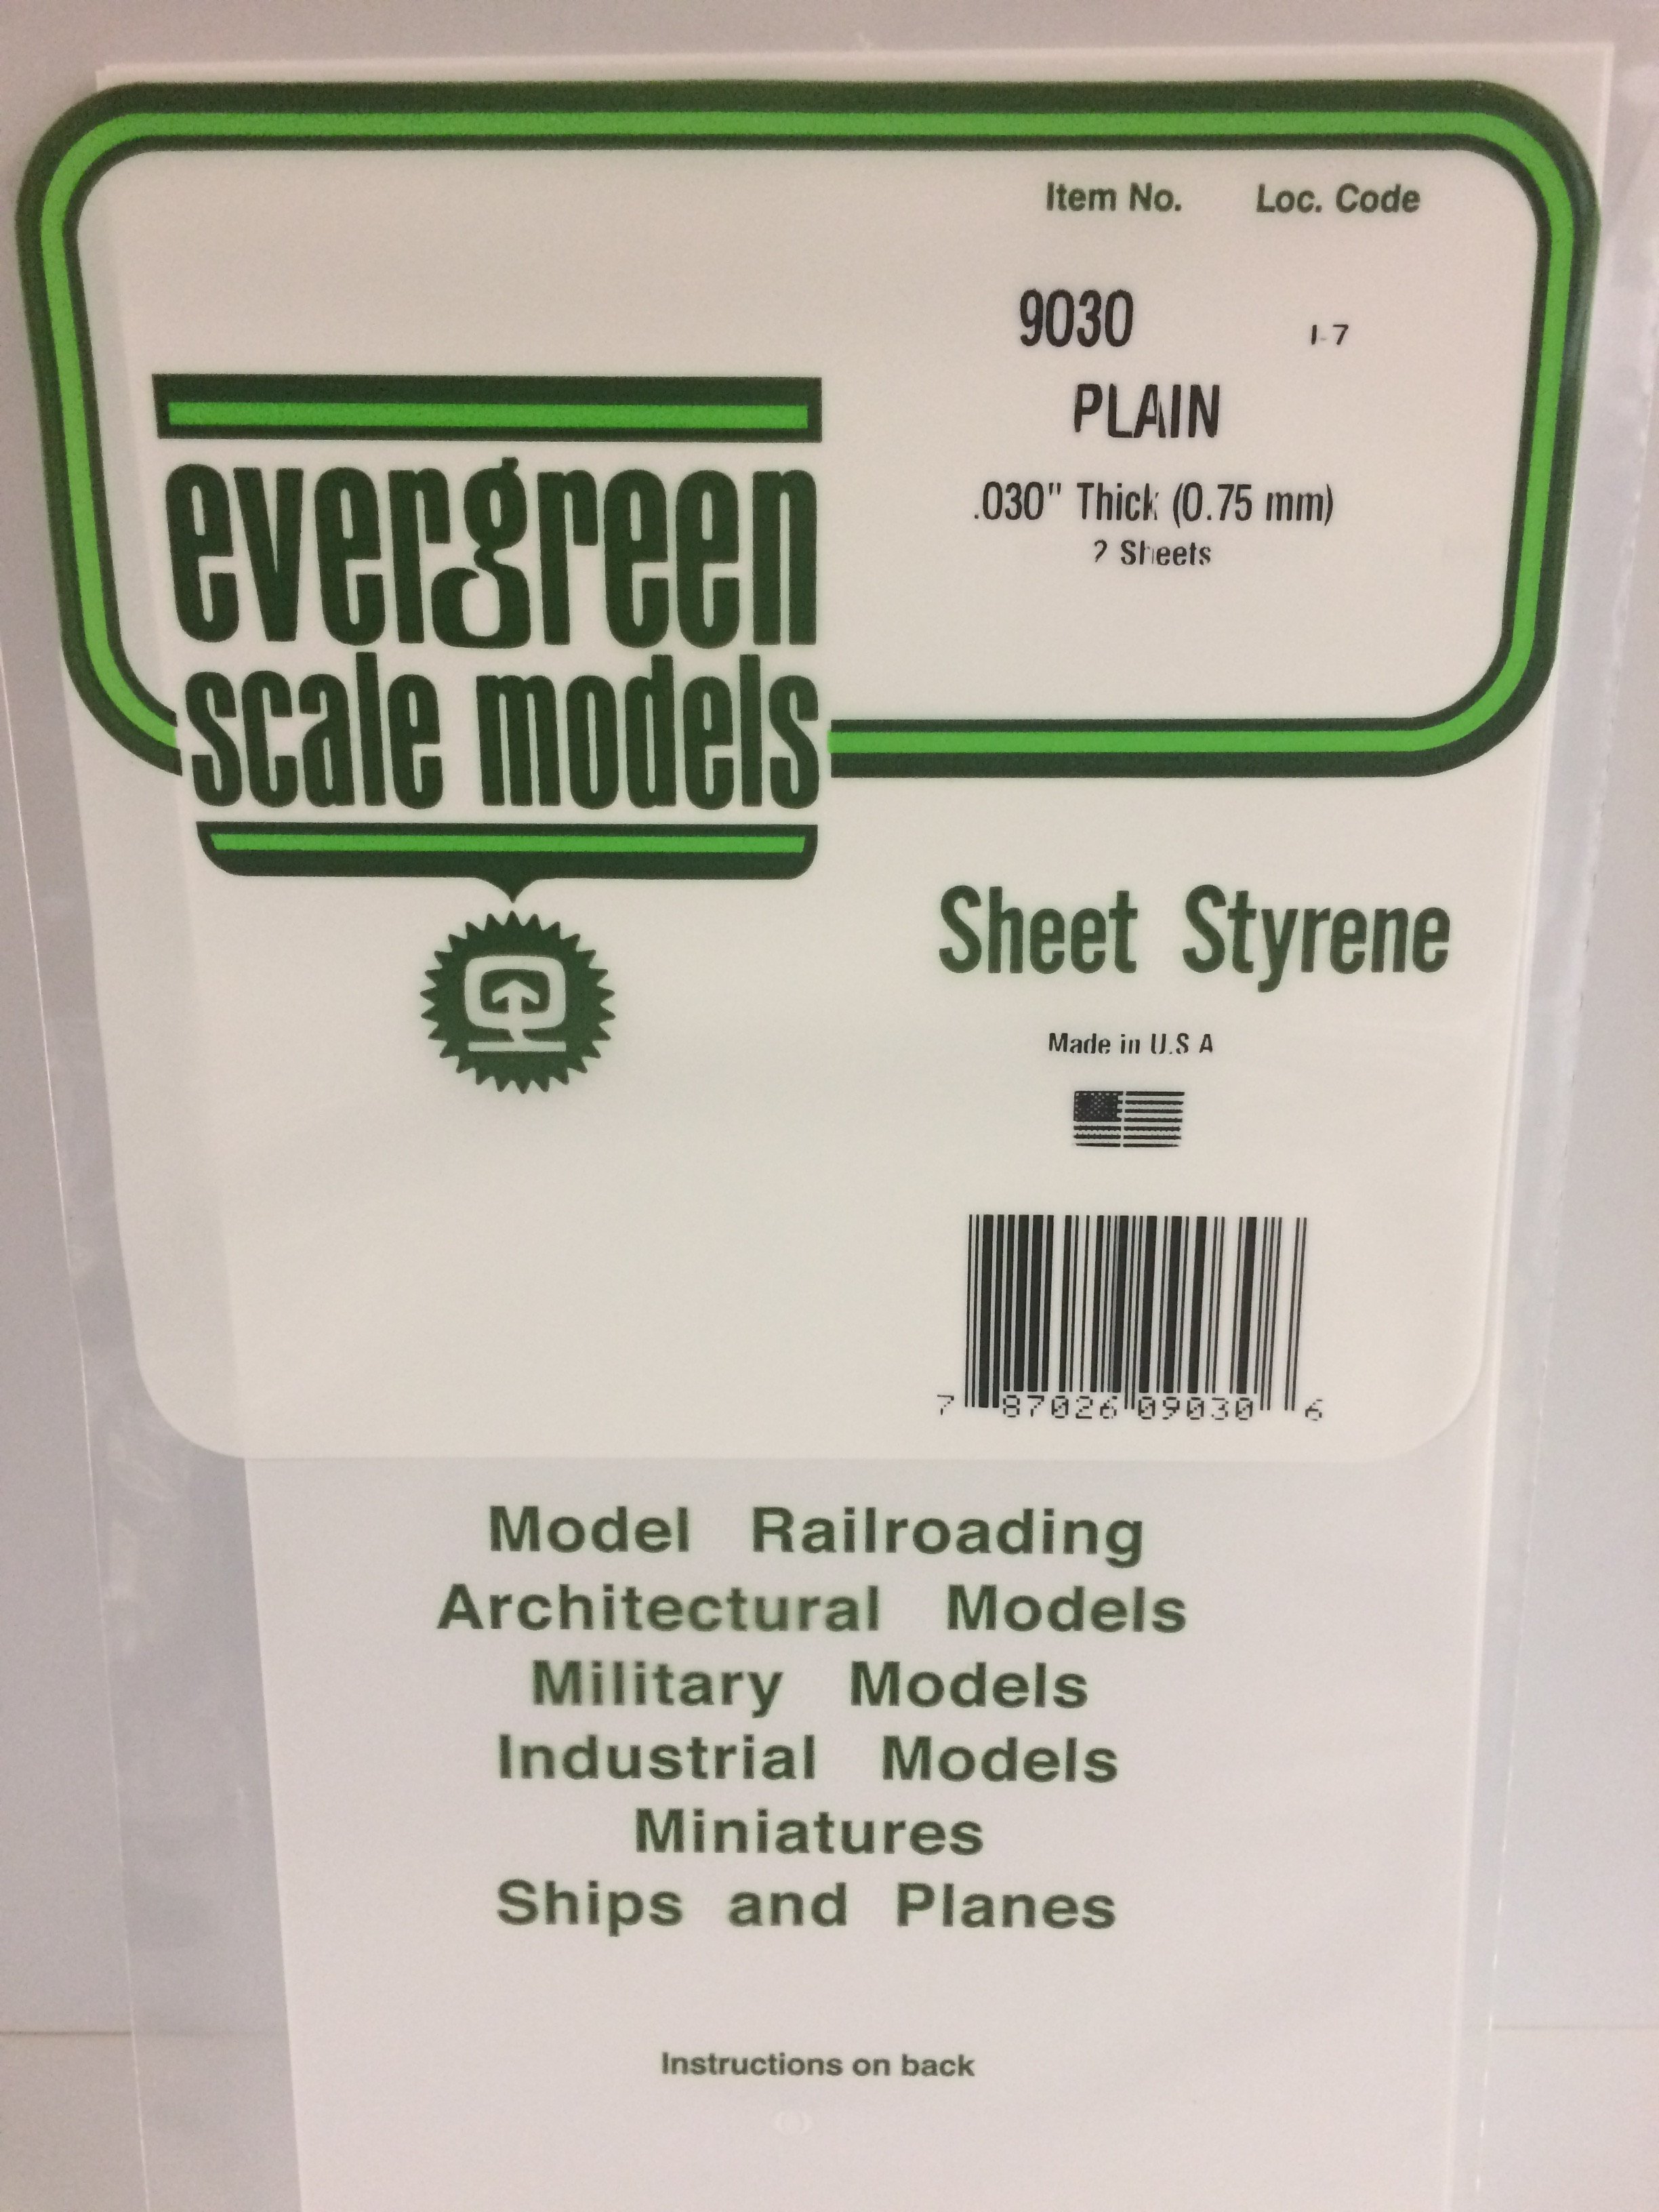 Item No. Loc. Code
9030 I-7
PLAIN
.030" Thick (0.75 mm)
2 Sheets
evergreen
scale models
Sheet Styrene
Made in U.S.A
7 87026 09030 6
Model Railroading
Architectural Models
Military Models
Industrial Models
Miniatures
Ships and Planes
Instructions on back